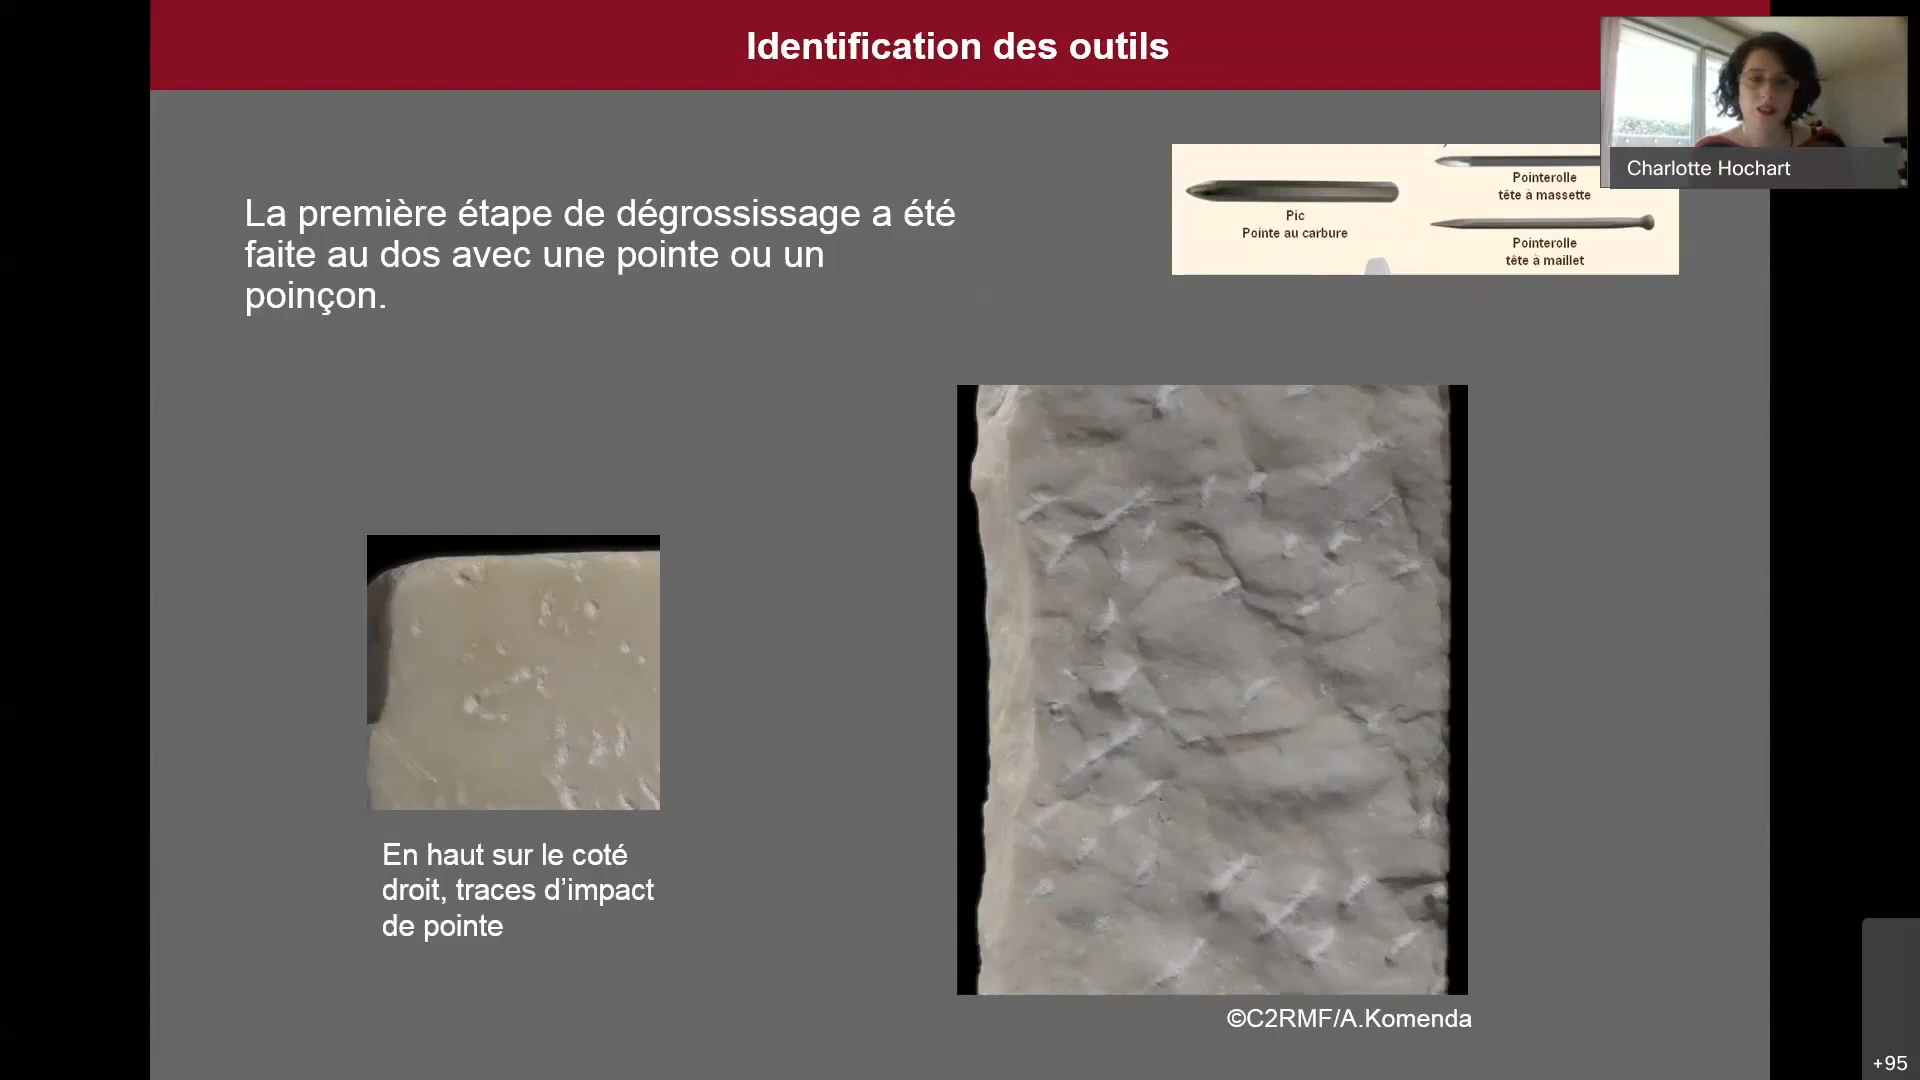 Identification des outils
Charlotte Hochart
La première étape de dégrossissage a été
faite au dos avec une pointe ou un
poinçon.
Pic
Pointe au carbure
Pointerolle
tête à massette
Pointerolle
tête à maillet
En haut sur le coté
droit, traces d’impact
de pointe
©C2RMF/A.Komenda
+95